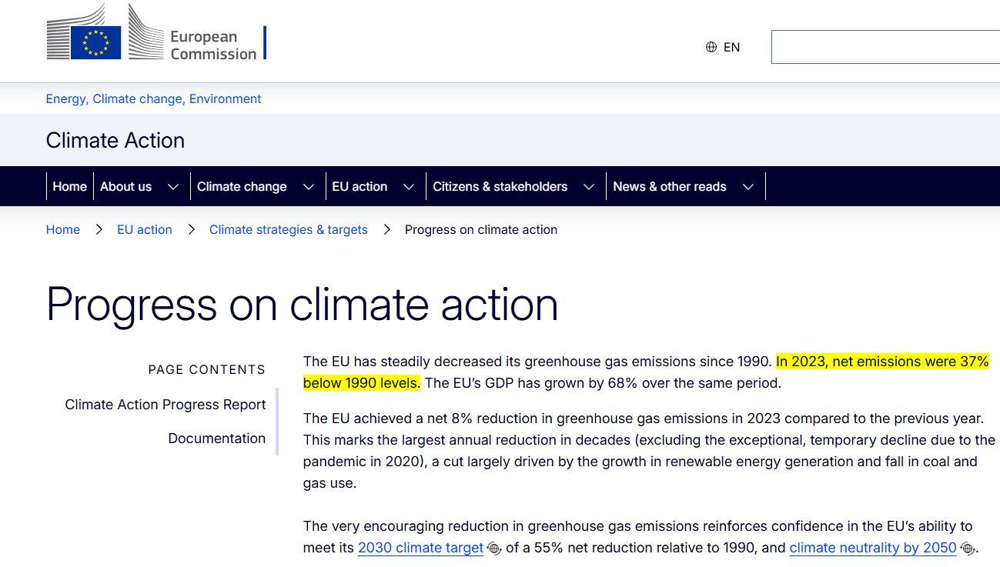 European
Commission
EN
Energy, Climate change, Environment
Climate Action
Home
About us
Climate change
EU action
Citizens & stakeholders
News & other reads
Home
EU action
Climate strategies & targets
Progress on climate action
Progress on climate action
PAGE CONTENTS
Climate Action Progress Report
Documentation
The EU has steadily decreased its greenhouse gas emissions since 1990. In 2023, net emissions were 37%
below 1990 levels. The EU’s GDP has grown by 68% over the same period.
The EU achieved a net 8% reduction in greenhouse gas emissions in 2023 compared to the previous year.
This marks the largest annual reduction in decades (excluding the exceptional, temporary decline due to the
pandemic in 2020), a cut largely driven by the growth in renewable energy generation and fall in coal and
gas use.
The very encouraging reduction in greenhouse gas emissions reinforces confidence in the EU’s ability to
meet its 2030 climate target of a 55% net reduction relative to 1990, and climate neutrality by 2050.